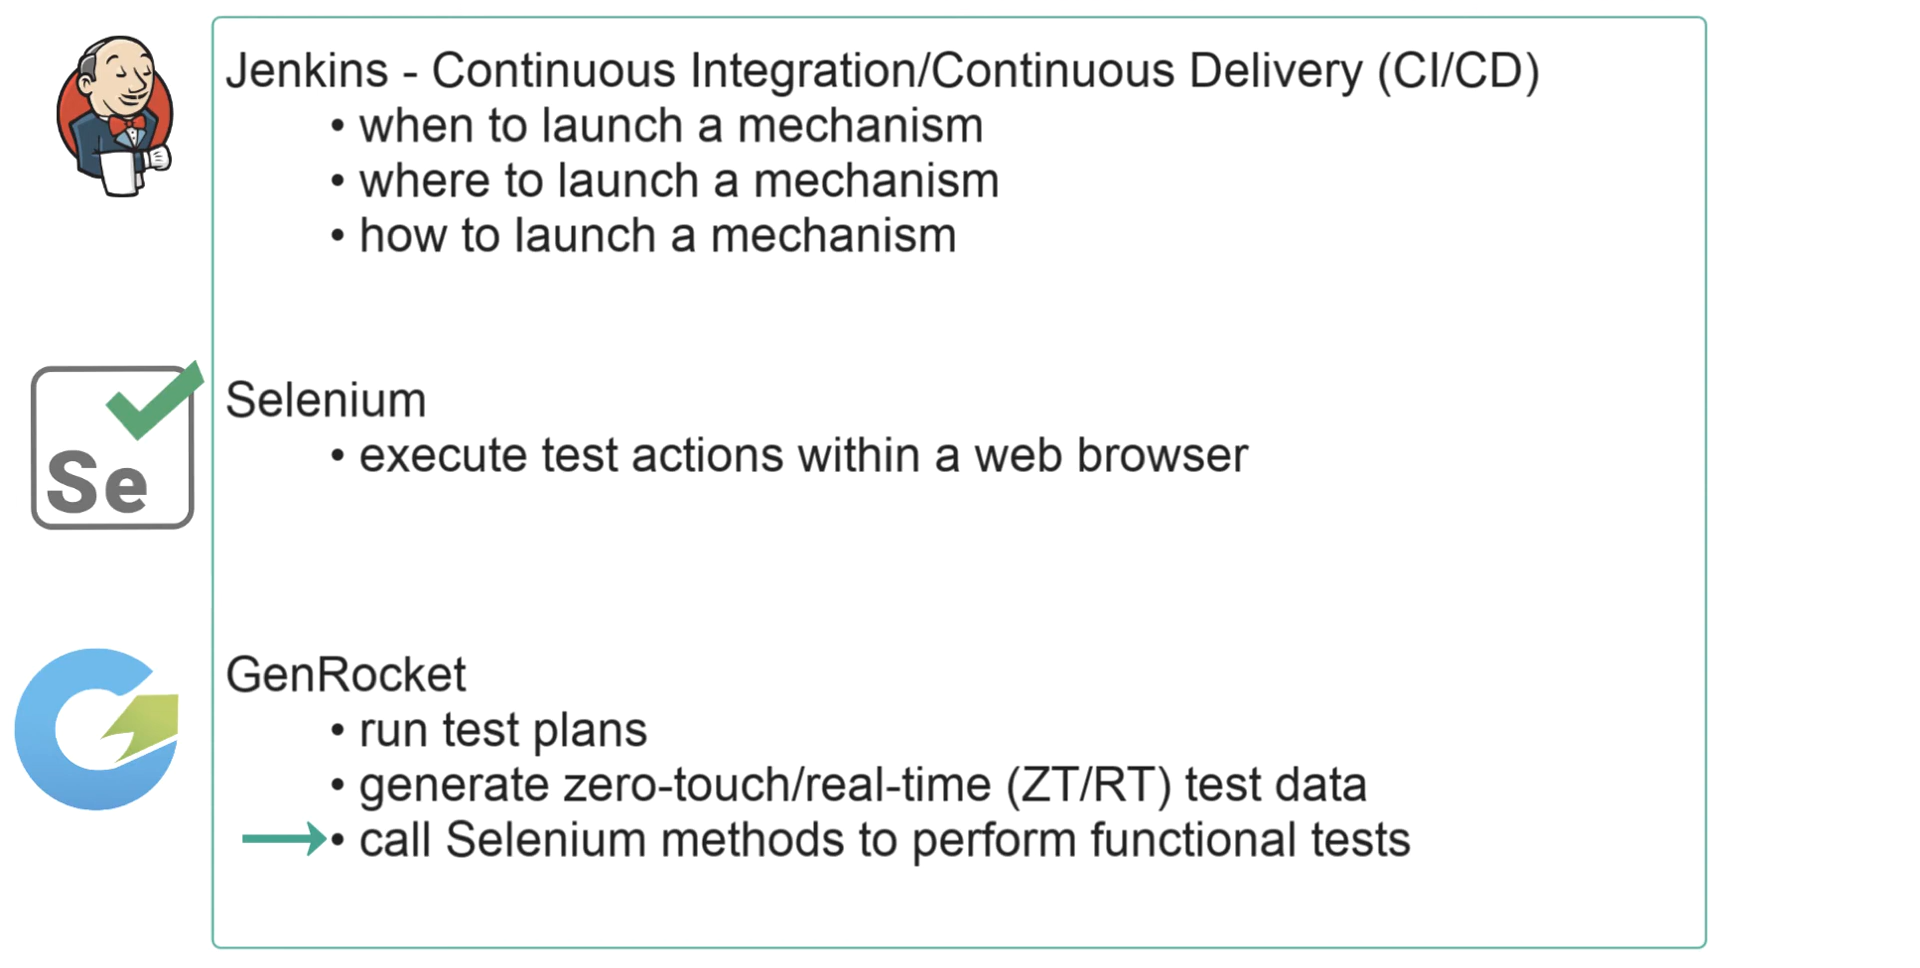 Jenkins - Continuous Integration/Continuous Delivery (CI/CD)
• when to launch a mechanism
• where to launch a mechanism
• how to launch a mechanism
Se
Selenium
• execute test actions within a web browser
GenRocket
• run test plans
• generate zero-touch/real-time (ZT/RT) test data
• call Selenium methods to perform functional tests